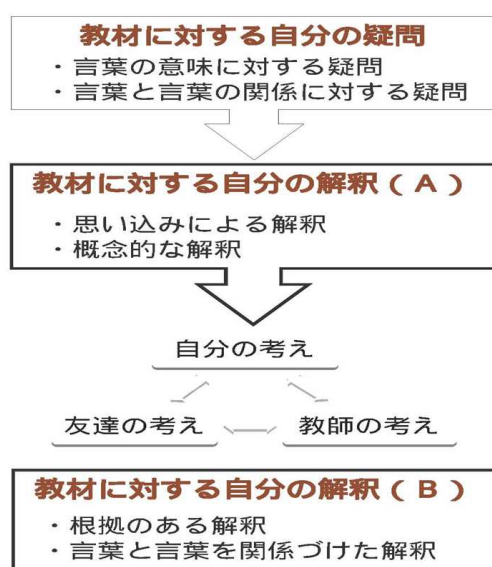 教材に対する自分の疑問
・言葉の意味に対する疑問
・言葉と言葉の関係に対する疑問
教材に対する自分の解釈(A)
・思い込みによる解釈
・概念的な解釈
自分の考え
友達の考え 教師の考え
教材に対する自分の解釈(B)
・根拠のある解釈
・言葉と言葉を関係づけた解釈